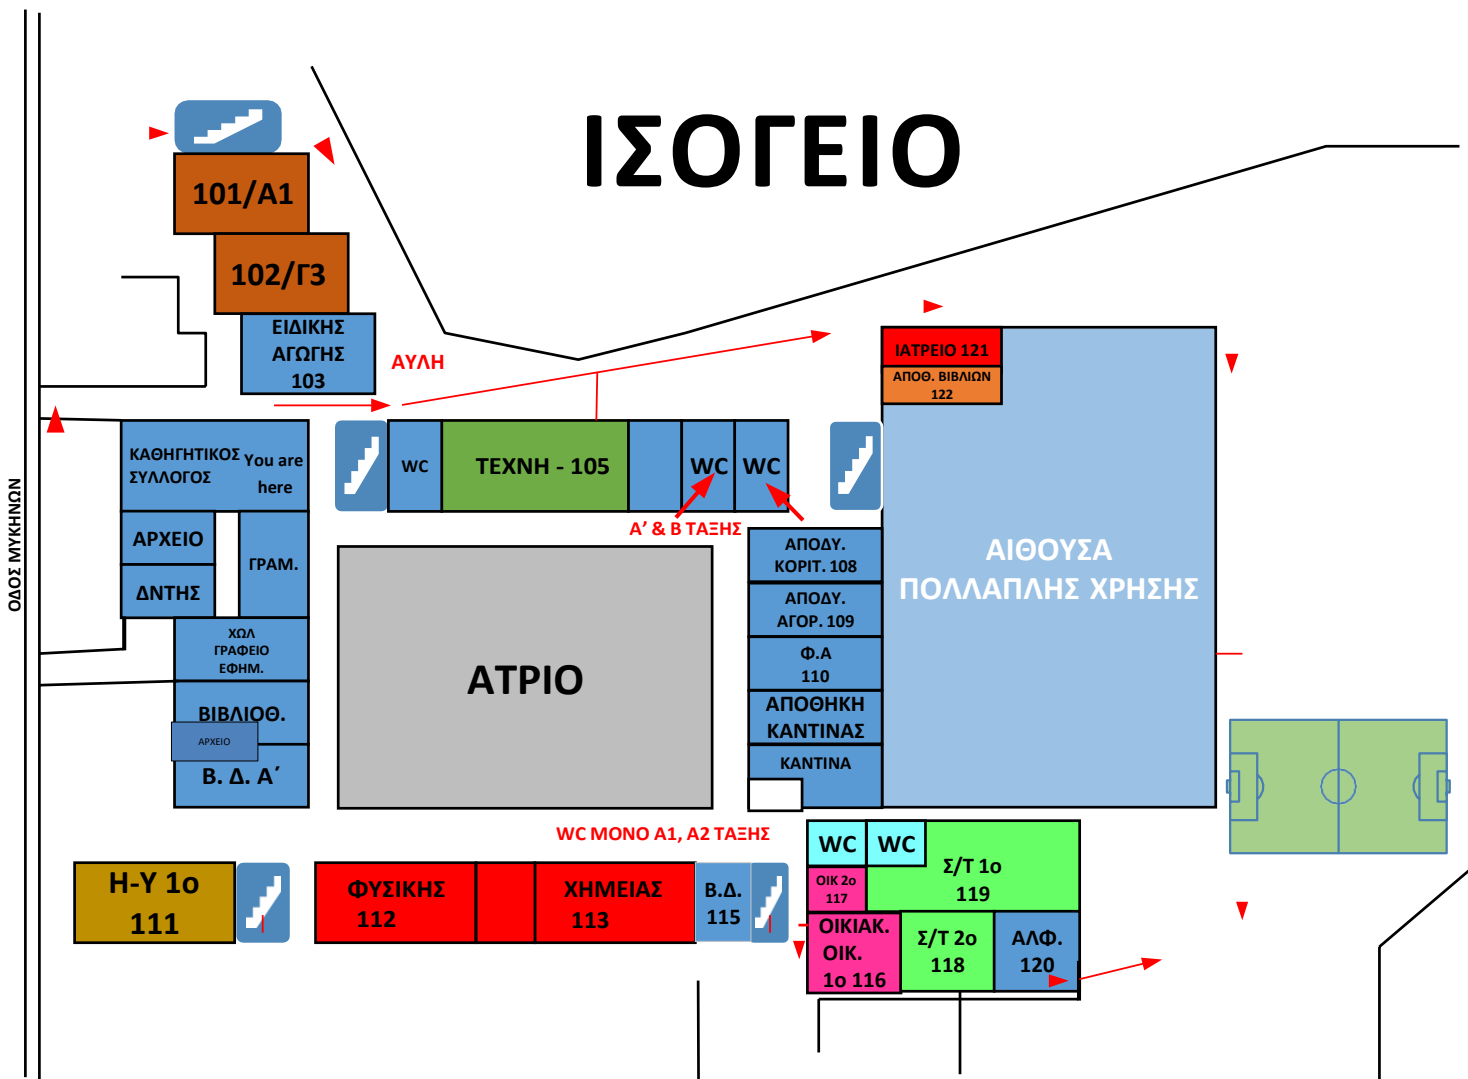 ΙΣΟΓΕΙΟ
101/Α1
102/Γ3
ΕΙΔΙΚΗΣ
ΑΓΩΓΗΣ
103
ΑΥΛΗ
ΙΑΤΡΕΙΟ 121
ΑΠΟΘ. ΒΙΒΛΙΩΝ
122
ΟΔΟΣ ΜΥΚΗΝΩΝ
ΚΑΘΗΓΗΤΙΚΟΣ
ΣΥΛΛΟΓΟΣ
You are
here
WC
ΤΕΧΝΗ - 105
WC
WC
Α’ & Β ΤΑΞΗΣ
ΑΡΧΕΙΟ
ΓΡΑΜ.
ΔΝΤΗΣ
ΑΠΟΔΥ.
ΚΟΡΙΤ. 108
ΑΠΟΔΥ.
ΑΓΟΡ. 109
Φ.Α
110
ΑΠΟΘΗΚΗ
ΚΑΝΤΙΝΑΣ
ΚΑΝΤΙΝΑ
ΑΙΘΟΥΣΑ
ΠΟΛΛΑΠΛΗΣ ΧΡΗΣΗΣ
ΧΩΛ
ΓΡΑΦΕΙΟ
ΕΦΗΜ.
ΑΤΡΙΟ
ΒΙΒΛΙΟΘ.
ΑΡΧΕΙΟ
Β. Δ. Α΄
WC ΜΟΝΟ Α1, Α2 ΤΑΞΗΣ
WC
WC
Σ/Τ 1ο
119
ΟΙΚ 2ο
117
Η-Υ 1ο
111
ΦΥΣΙΚΗΣ
112
ΧΗΜΕΙΑΣ
113
Β.Δ.
115
ΟΙΚΙΑΚ.
ΟΙΚ.
1ο 116
Σ/Τ 2ο
118
ΑΛΦ.
120